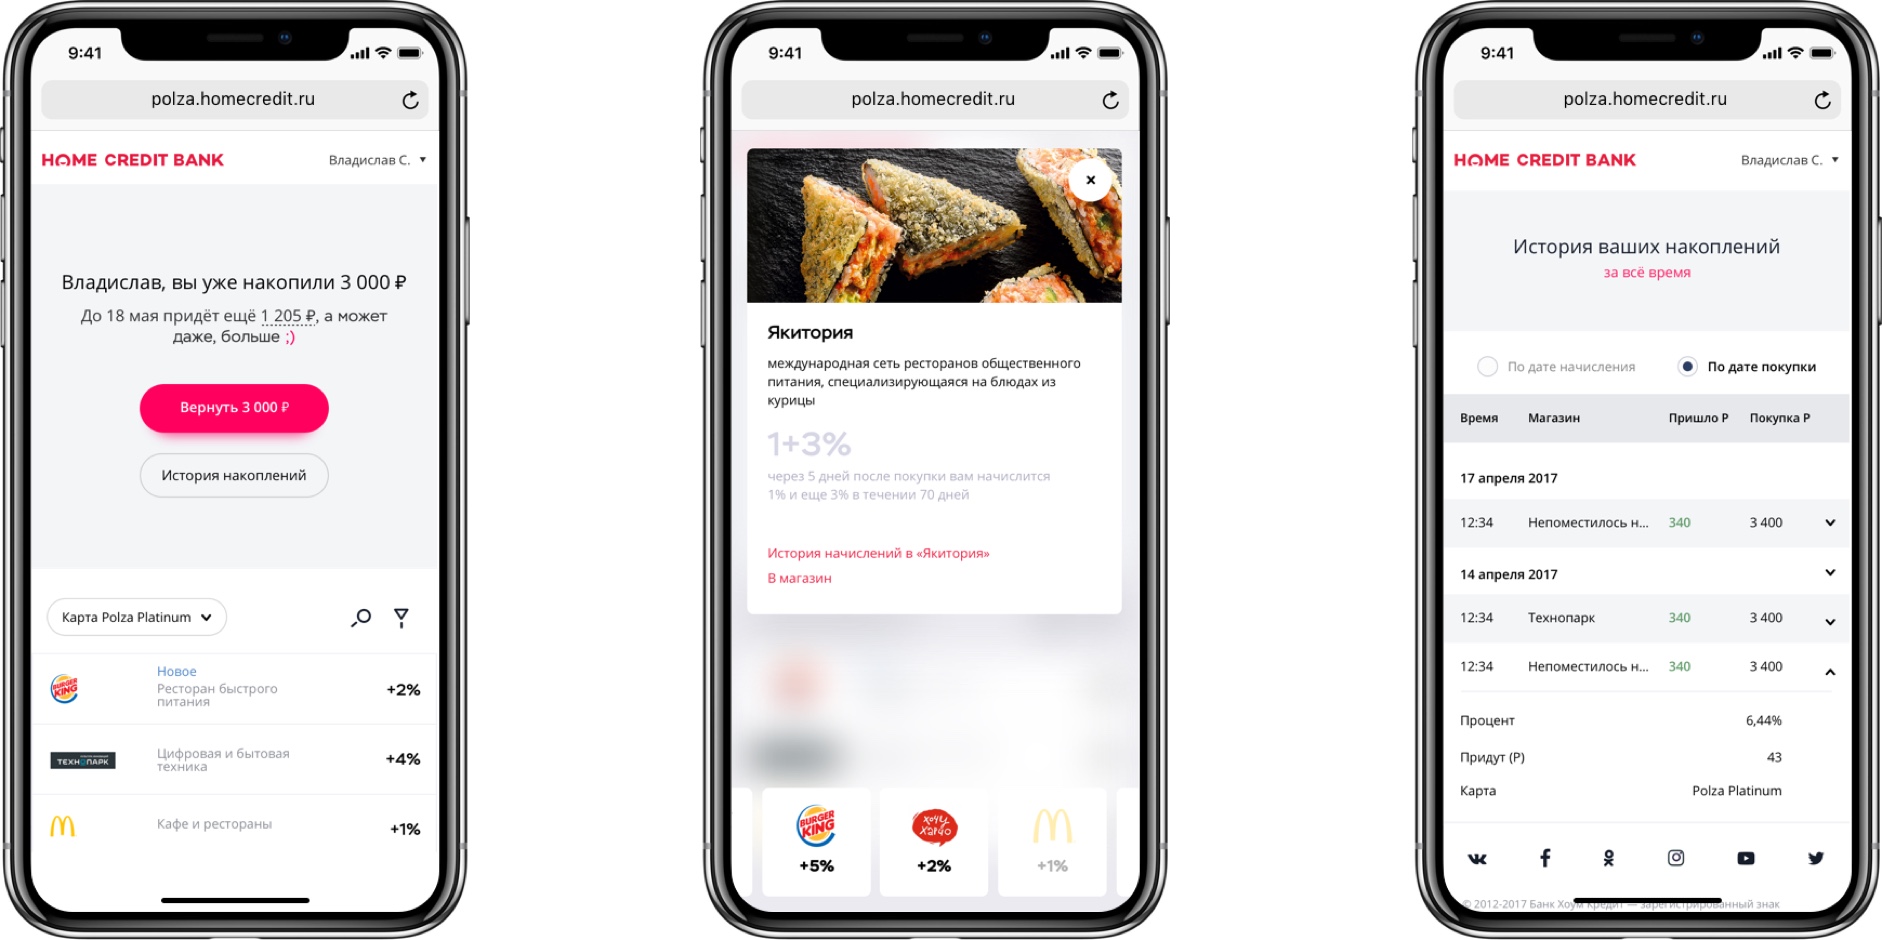 9:41
polza.homecredit.ru
HOME CREDIT BANK
Владислав С.
Владислав, вы уже накопили 3 000 ₽
До 18 мая придёт ещё 1 205 ₽, а может
даже, больше ;)
Вернуть 3 000 ₽
История накоплений
Карта Polza Platinum
BURGER KING
Новое
Ресторан быстрого
питания
+2%
ТЕХНОПАРК
Цифровая и бытовая
техника
+4%
Кафе и рестораны
+1%
9:41
polza.homecredit.ru
Якитория
международная сеть ресторанов общественного
питания, специализирующаяся на блюдах из
курицы
1+3%
через 5 дней после покупки вам начислится
1% и еще 3% в течении 70 дней
История начислений в «Якитория»
В магазин
BURGER KING
+5%
хочу
харчо
+2%
+1%
9:41
polza.homecredit.ru
HOME CREDIT BANK
Владислав С.
История ваших накоплений
за всё время
По дате начисления
По дате покупки
Время Магазин Пришло Р Покупка Р
17 апреля 2017
12:34 Непоместилось н... 340 3 400
14 апреля 2017
12:34 Технопарк 340 3 400
12:34 Непоместилось н... 340 3 400
Процент 6,44%
Придут (Р) 43
Карта Polza Platinum
© 2012-2017 Банк Хоум Кредит — зарегистрированный знак